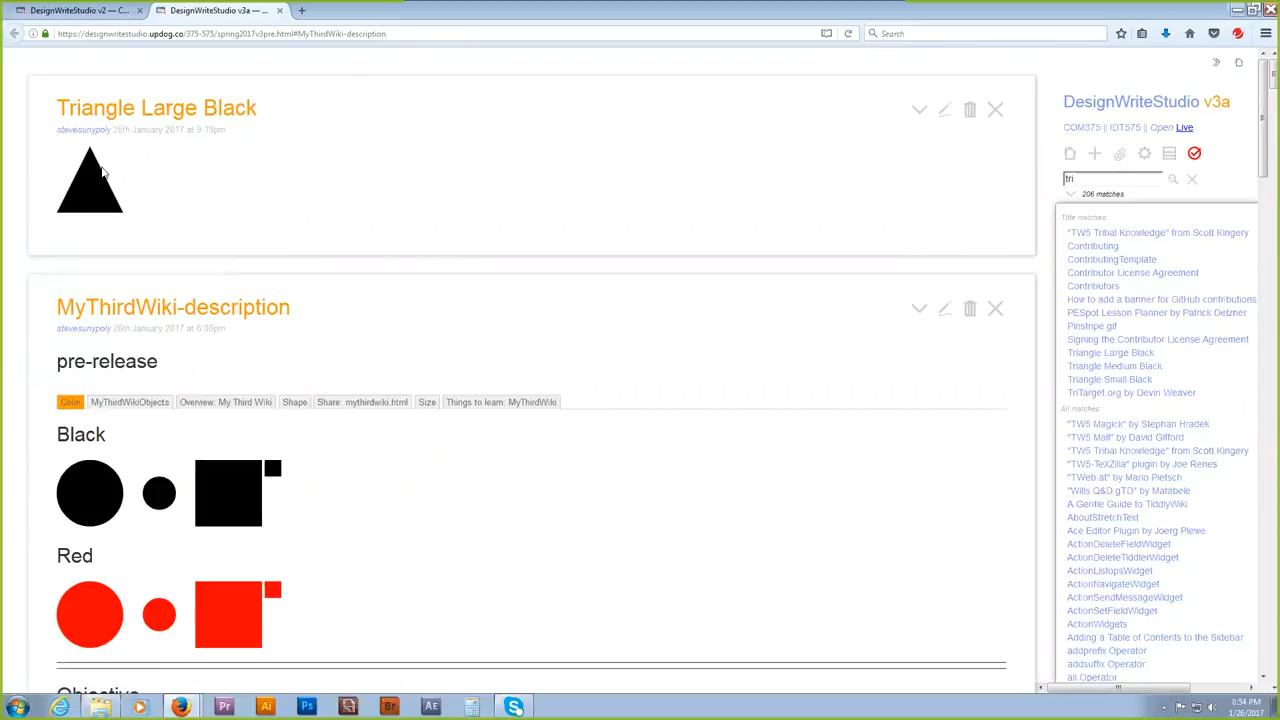 DesignWriteStudio v2 — C...
DesignWriteStudio v3a — ...
https://designwritestudio.updog.co/375-575/spring2017v3pre.html#MyThirdWiki-description
Search
Triangle Large Black
stevesunypoly 25th January 2017 at 9:19pm
MyThirdWiki-description
stevesunypoly 26th January 2017 at 6:08pm
pre-release
Color
MyThirdWikiObjects
Overview: My Third Wiki
Shape
Share: mythirdwiki.html
Size
Things to learn: MyThirdWiki
Black
Red
Objective
DesignWriteStudio v3a
COM375 || IDT575 || Open Live
tri
206 matches
Title matches:
"TW5 Tribal Knowledge" from Scott Kingery
Contributing
ContributingTemplate
Contributor License Agreement
Contributors
How to add a banner for GitHub contributions
PESpot Lesson Planner by Patrick Detzner
Pinstripe.gif
Signing the Contributor License Agreement
Triangle Large Black
Triangle Medium Black
Triangle Small Black
TriTarget.org by Devin Weaver
All matches:
"TW5 Magick" by Stephan Hradek
"TW5 Mall" by David Gifford
"TW5 Tribal Knowledge" from Scott Kingery
"TW5-TeXZilla" plugin by Joe Renes
"TWeb.at" by Mario Pietsch
"Wills Q&D gTD" by Matabele
A Gentle Guide to TiddlyWiki
AboutStretchText
Ace Editor Plugin by Joerg Plewe
ActionDeleteFieldWidget
ActionDeleteTiddlerWidget
ActionListopsWidget
ActionNavigateWidget
ActionSendMessageWidget
ActionSetFieldWidget
ActionWidgets
Adding a Table of Contents to the Sidebar
addprefix Operator
addsuffix Operator
all Operator
Pr
Ai
Ps
Br
AE
8:54 PM
1/26/2017